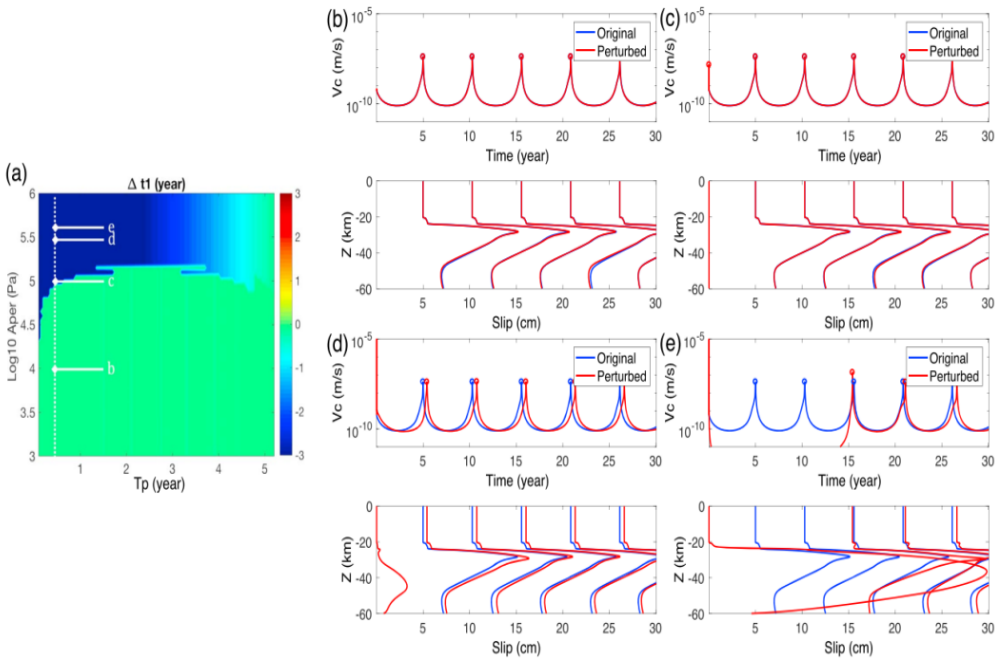 (a)
Δ t1 (year)
Log10 Aper (Pa)
6
5.5
5
4.5
4
3.5
3
e
d
c
b
1 2 3 4 5
Tp (year)
3
2
1
0
-1
-2
-3
(b)
Vc (m/s)
10-5
10-10
Original
Perturbed
5 10 15 20 25 30
Time (year)
Z (km)
0
-20
-40
-60
5 10 15 20 25 30
Slip (cm)
(c)
Vc (m/s)
10-5
10-10
Original
Perturbed
5 10 15 20 25 30
Time (year)
Z (km)
0
-20
-40
-60
5 10 15 20 25 30
Slip (cm)
(d)
Vc (m/s)
10-5
10-10
Original
Perturbed
5 10 15 20 25 30
Time (year)
Z (km)
0
-20
-40
-60
5 10 15 20 25 30
Slip (cm)
(e)
Vc (m/s)
10-5
10-10
Original
Perturbed
5 10 15 20 25 30
Time (year)
Z (km)
0
-20
-40
-60
5 10 15 20 25 30
Slip (cm)